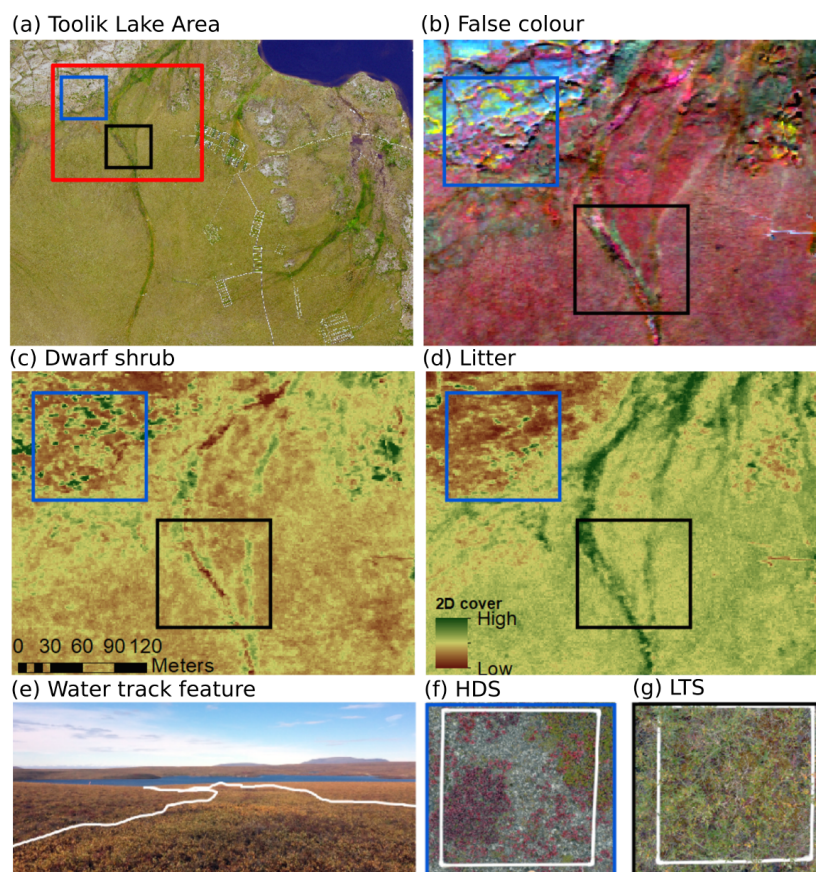 (a) Toolik Lake Area
(b) False colour
(c) Dwarf shrub
(d) Litter
2D cover
High
Low
0 30 60 90 120
Meters
(e) Water track feature
(f) HDS
(g) LTS